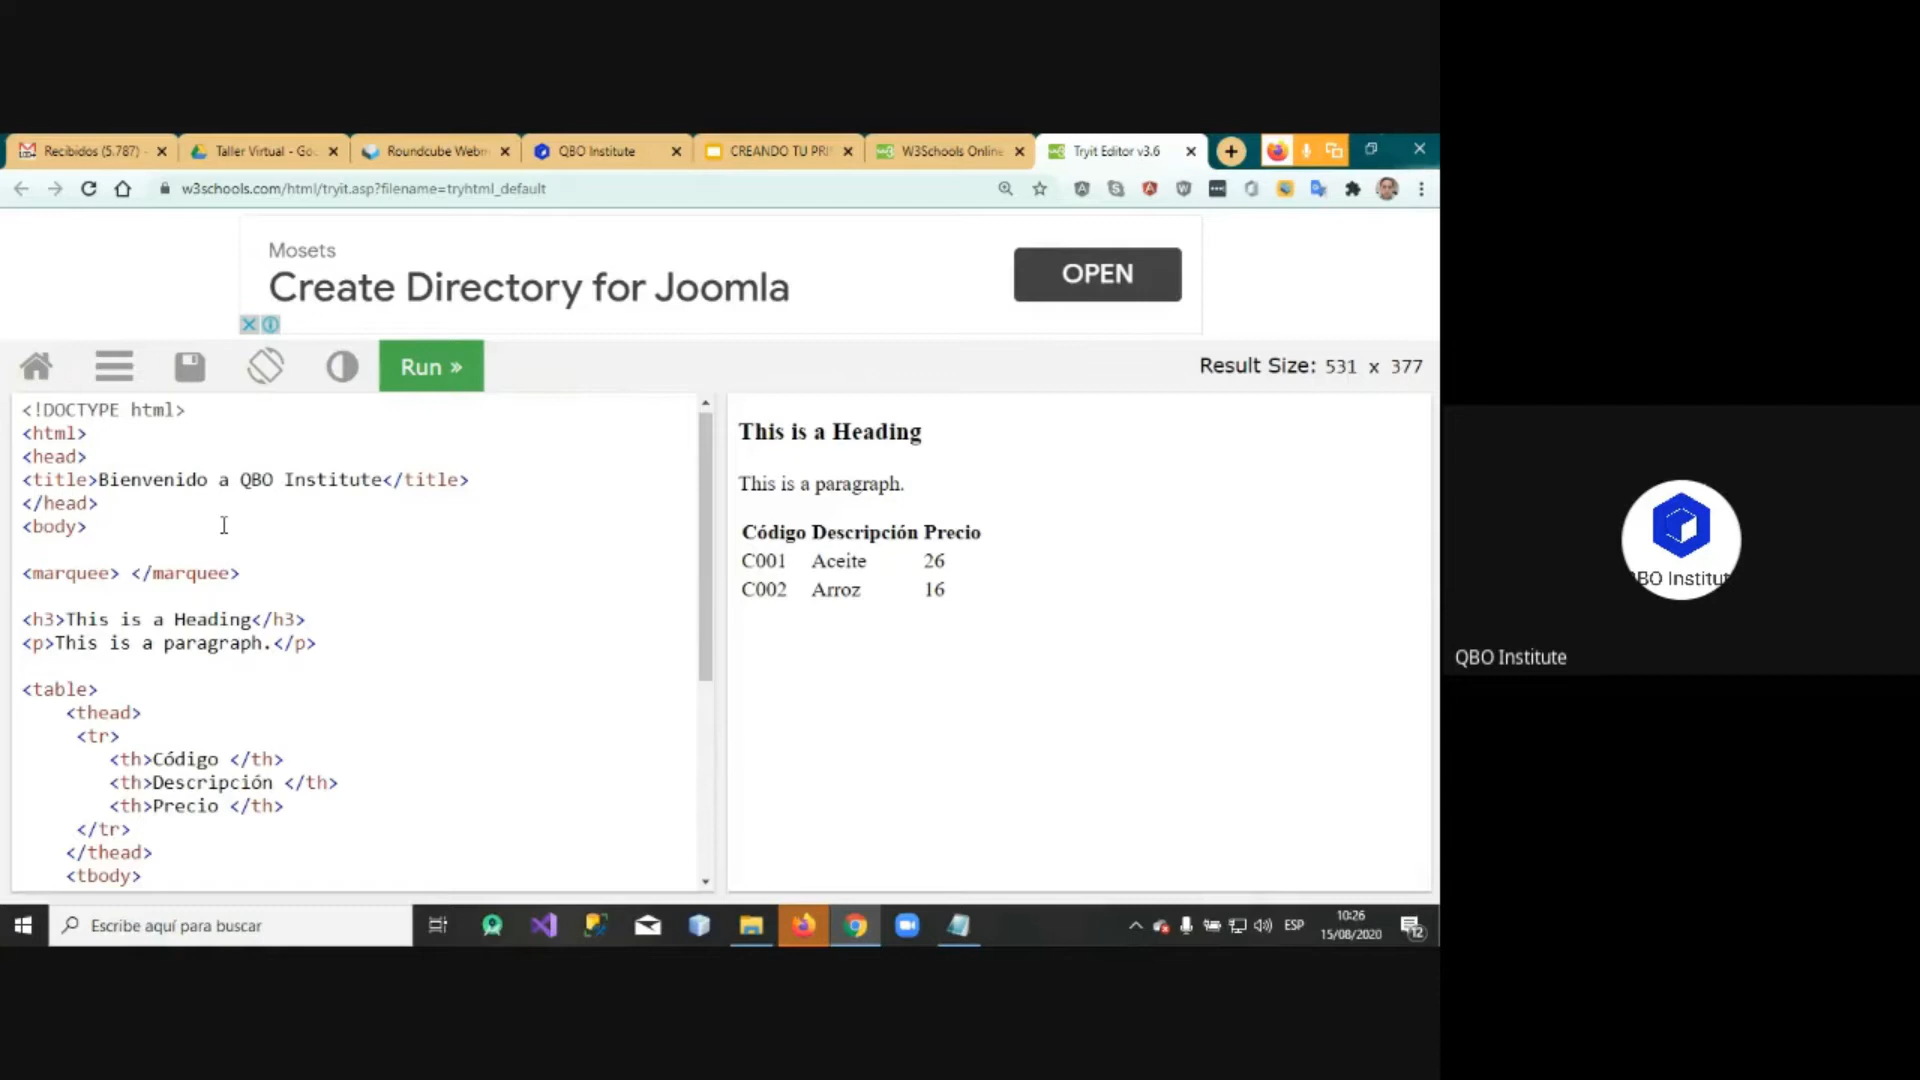 Recibidos (5.787)
Taller Virtual - Go
Roundcube Webm
QBO Institute
CREANDO TU PRI
W3Schools Online
Tryit Editor v3.6
w3schools.com/html/tryit.asp?filename=tryhtml_default
Mosets
Create Directory for Joomla
OPEN
Run »
Result Size: 531 x 377
<!DOCTYPE html>
<html>
<head>
<title>Bienvenido a QBO Institute</title>
</head>
<body>
<marquee> </marquee>
<h3>This is a Heading</h3>
<p>This is a paragraph.</p>
<table>
<thead>
<tr>
<th>Código </th>
<th>Descripción </th>
<th>Precio </th>
</tr>
</thead>
<tbody>
This is a Heading
This is a paragraph.
Código Descripción Precio
C001 Aceite 26
C002 Arroz 16
BO Institu
QBO Institute
Escribe aquí para buscar
ESP
10:26
15/08/2020
12